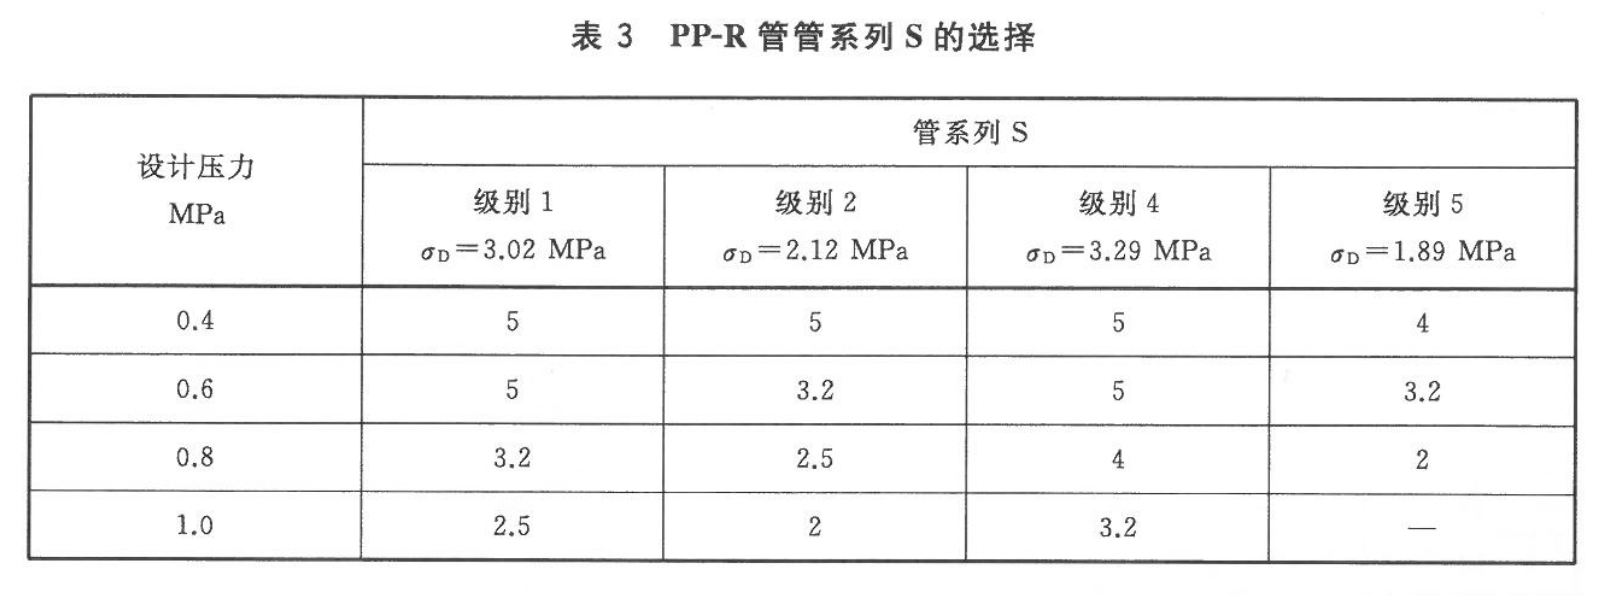 表 3 PP-R 管管系列 S 的选择
设计压力
MPa
管系列 S
级别 1
σD=3.02 MPa
级别 2
σD=2.12 MPa
级别 4
σD=3.29 MPa
级别 5
σD=1.89 MPa
0.4 5 5 5 4
0.6 5 3.2 5 3.2
0.8 3.2 2.5 4 2
1.0 2.5 2 3.2 —